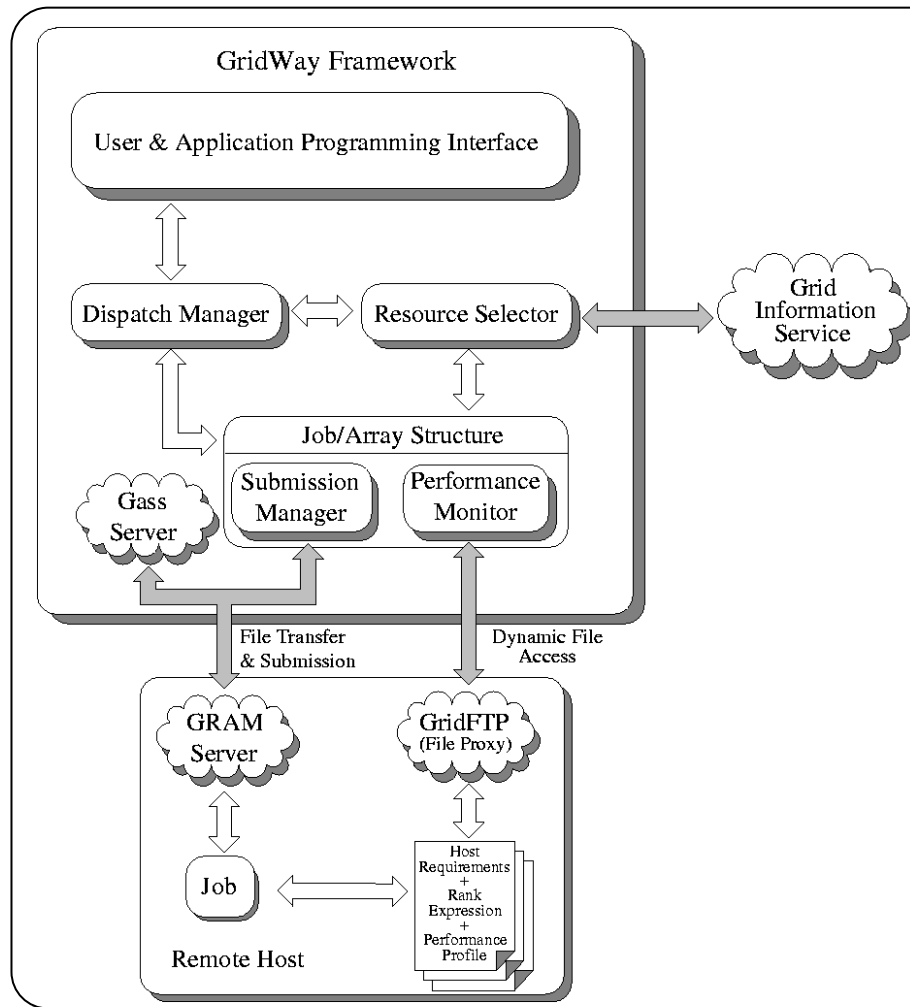 GridWay Framework
User & Application Programming Interface
Dispatch Manager
Resource Selector
Grid
Information
Service
Job/Array Structure
Submission
Manager
Performance
Monitor
Gass
Server
File Transfer
& Submission
Dynamic File
Access
GRAM
Server
GridFTP
(File Proxy)
Job
Host
Requirements
+
Rank
Expression
+
Performance
Profile
Remote Host